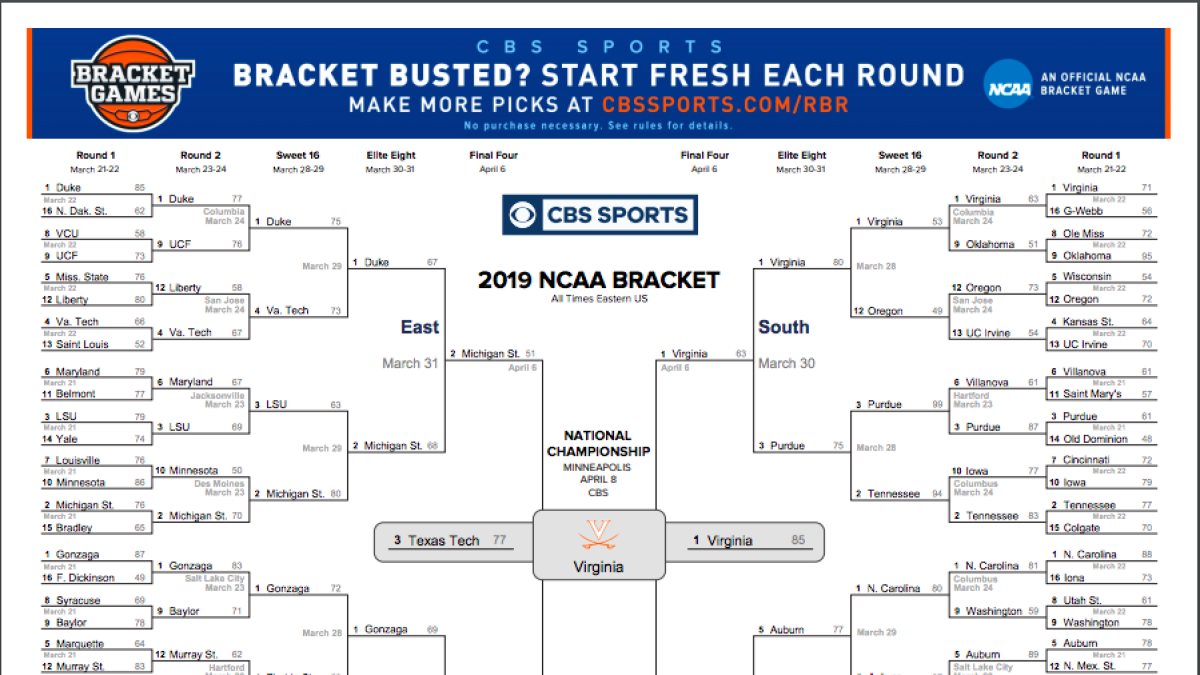 CBS SPORTS
BRACKET BUSTED? START FRESH EACH ROUND
MAKE MORE PICKS AT CBSSPORTS.COM/RBR
No purchase necessary. See rules for details.
BRACKET
GAMES
NCAA
AN OFFICIAL NCAA
BRACKET GAME
Round 1
March 21-22
Round 2
March 23-24
Sweet 16
March 28-29
Elite Eight
March 30-31
Final Four
April 6
Final Four
April 6
Elite Eight
March 30-31
Sweet 16
March 28-29
Round 2
March 23-24
Round 1
March 21-22
CBS SPORTS
2019 NCAA BRACKET
All Times Eastern US
1 Duke 85
March 22
16 N. Dak. St. 62
8 VCU 58
March 22
9 UCF 73
5 Miss. State 76
March 22
12 Liberty 80
4 Va. Tech 66
March 22
13 Saint Louis 52
6 Maryland 79
March 21
11 Belmont 77
3 LSU 79
March 21
14 Yale 74
7 Louisville 76
March 21
10 Minnesota 86
2 Michigan St. 76
March 21
15 Bradley 65
1 Gonzaga 87
March 21
16 F. Dickinson 49
8 Syracuse 69
March 21
9 Baylor 78
5 Marquette 64
March 21
12 Murray St. 83
1 Duke 77
Columbia
March 24
9 UCF 76
12 Liberty 58
San Jose
March 24
4 Va. Tech 67
6 Maryland 67
Jacksonville
March 23
3 LSU 69
10 Minnesota 50
Des Moines
March 23
2 Michigan St. 70
1 Gonzaga 83
Salt Lake City
March 23
9 Baylor 71
12 Murray St. 62
Hartford
1 Duke 75
March 29
4 Va. Tech 73
3 LSU 63
March 29
2 Michigan St. 80
1 Gonzaga 72
March 28
1 Duke 67
East
March 31
2 Michigan St. 68
1 Gonzaga 69
2 Michigan St. 51
April 6
NATIONAL
CHAMPIONSHIP
MINNEAPOLIS
APRIL 8
CBS
3 Texas Tech 77
Virginia
1 Virginia 85
1 Virginia 63
April 6
1 Virginia 80
South
March 30
3 Purdue 75
5 Auburn 77
1 Virginia 53
March 28
12 Oregon 49
3 Purdue 99
March 28
2 Tennessee 94
1 N. Carolina 80
March 29
1 Virginia 63
Columbia
March 24
9 Oklahoma 51
12 Oregon 73
San Jose
March 24
13 UC Irvine 54
6 Villanova 61
Hartford
March 23
3 Purdue 87
10 Iowa 77
Columbus
March 24
2 Tennessee 83
1 N. Carolina 81
Columbus
March 24
9 Washington 59
5 Auburn 89
Salt Lake City
1 Virginia 71
March 22
16 G-Webb 56
8 Ole Miss 72
March 22
9 Oklahoma 95
5 Wisconsin 54
March 22
12 Oregon 72
4 Kansas St. 64
March 22
13 UC Irvine 70
6 Villanova 61
March 21
11 Saint Mary's 57
3 Purdue 61
March 21
14 Old Dominion 48
7 Cincinnati 72
March 22
10 Iowa 79
2 Tennessee 77
March 22
15 Colgate 70
1 N. Carolina 88
March 22
16 Iona 73
8 Utah St. 61
March 22
9 Washington 78
5 Auburn 78
March 21
12 N. Mex. St. 77